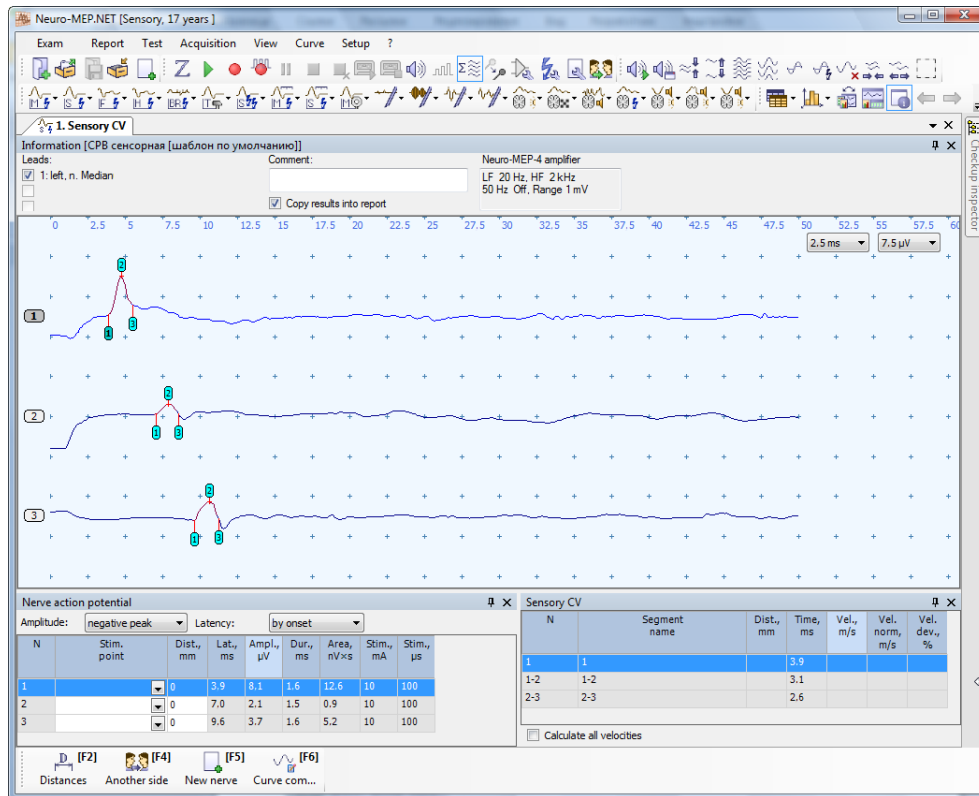 Neuro-MEP.NET [Sensory, 17 years ]
Exam Report Test Acquisition View Curve Setup ?
1. Sensory CV
Information [СРВ сенсорная [шаблон по умолчанию]]
Leads:
Comment:
Neuro-MEP-4 amplifier
1: left, n. Median
LF 20 Hz, HF 2 kHz
50 Hz Off, Range 1 mV
Copy results into report
Checkup inspector
0 2.5 5 7.5 10 12.5 15 17.5 20 22.5 25 27.5 30 32.5 35 37.5 40 42.5 45 47.5 50 52.5 55 57.5 60
2.5 ms 7.5 µV
1 1 2 3
2 1 2 3
3 1 2 3
Nerve action potential
Amplitude: negative peak Latency: by onset
N Stim. point Dist., mm Lat., ms Ampl., µV Dur., ms Area, nV×s Stim., mA Stim., µs
1 0 3.9 8.1 1.6 12.6 10 100
2 0 7.0 2.1 1.5 0.9 10 100
3 0 9.6 3.7 1.6 5.2 10 100
Sensory CV
N Segment name Dist., mm Time, ms Vel., m/s Vel. norm, m/s Vel. dev., %
1 1 3.9
1-2 1-2 3.1
2-3 2-3 2.6
Calculate all velocities
D [F2] [F4] [F5] [F6]
Distances Another side New nerve Curve com...